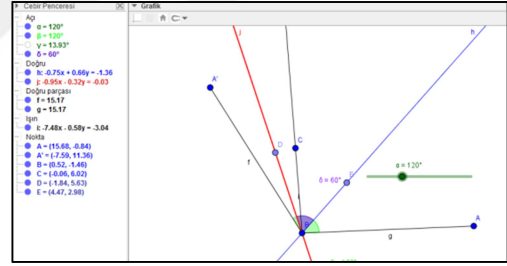 Cebir Penceresi
Grafik
Açı
α = 120°
β = 120°
γ = 13.93°
δ = 60°
Doğru
h: -0.75x + 0.66y = -1.36
j: -0.95x - 0.32y = -0.03
Doğru parçası
f = 15.17
g = 15.17
Işın
i: -7.48x - 0.58y = -3.04
Nokta
A = (15.68, -0.84)
A' = (-7.59, 11.36)
B = (0.52, -1.46)
C = (-0.06, 6.02)
D = (-1.84, 5.63)
E = (4.47, 2.98)
j
h
A'
D
C
f
α = 120°
δ = 60°
A
g